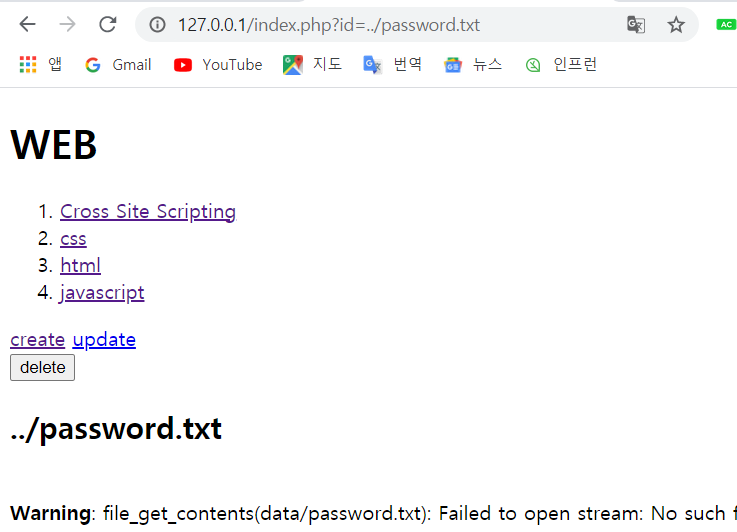 127.0.0.1/index.php?id=../password.txt
AC
앱 Gmail YouTube 지도 번역 뉴스 인프런
WEB
1. Cross Site Scripting
2. css
3. html
4. javascript
create update
delete
../password.txt
Warning: file_get_contents(data/password.txt): Failed to open stream: No such f